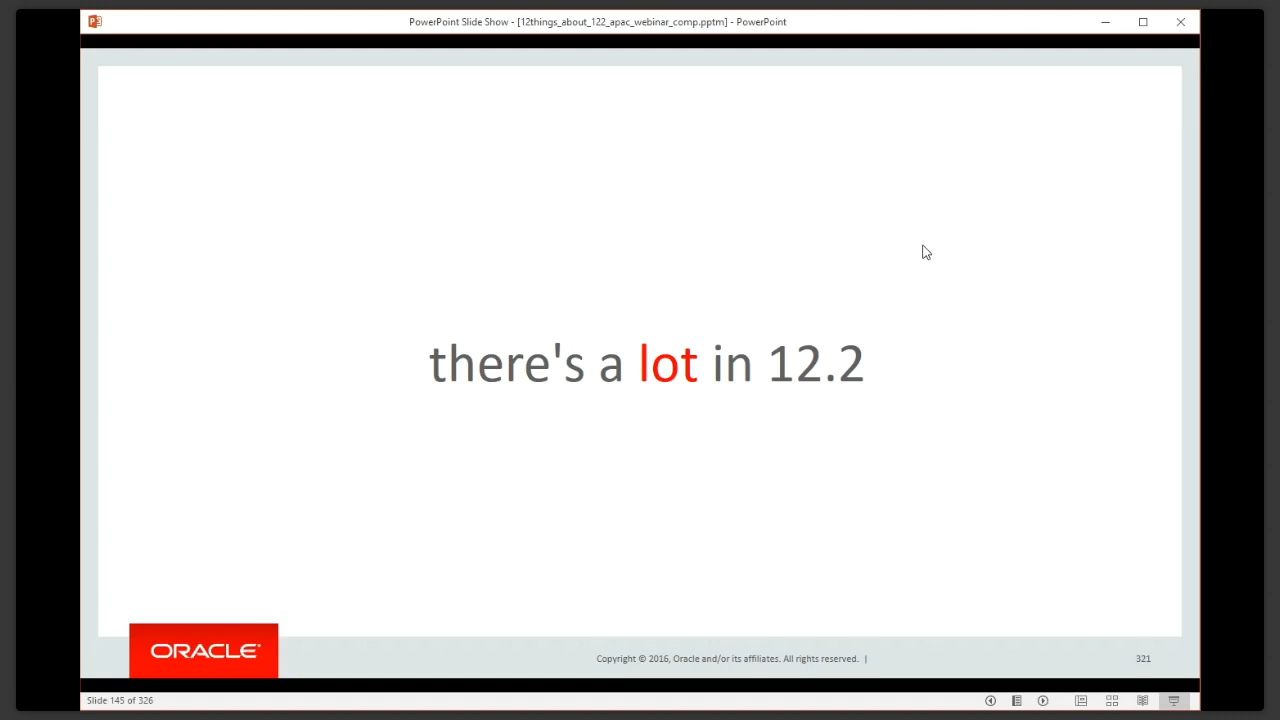 PowerPoint Slide Show - [12things_about_122_apac_webinar_comp.pptm] - PowerPoint
there's a lot in 12.2
ORACLE
Copyright © 2016, Oracle and/or its affiliates. All rights reserved. |
321
Slide 145 of 326